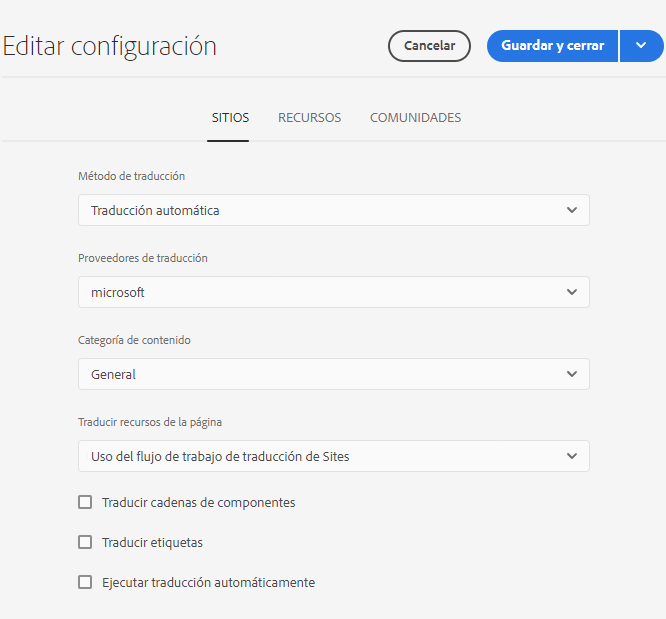 Editar configuración
Cancelar
Guardar y cerrar
SITIOS
RECURSOS
COMUNIDADES
Método de traducción
Traducción automática
Proveedores de traducción
microsoft
Categoría de contenido
General
Traducir recursos de la página
Uso del flujo de trabajo de traducción de Sites
Traducir cadenas de componentes
Traducir etiquetas
Ejecutar traducción automáticamente